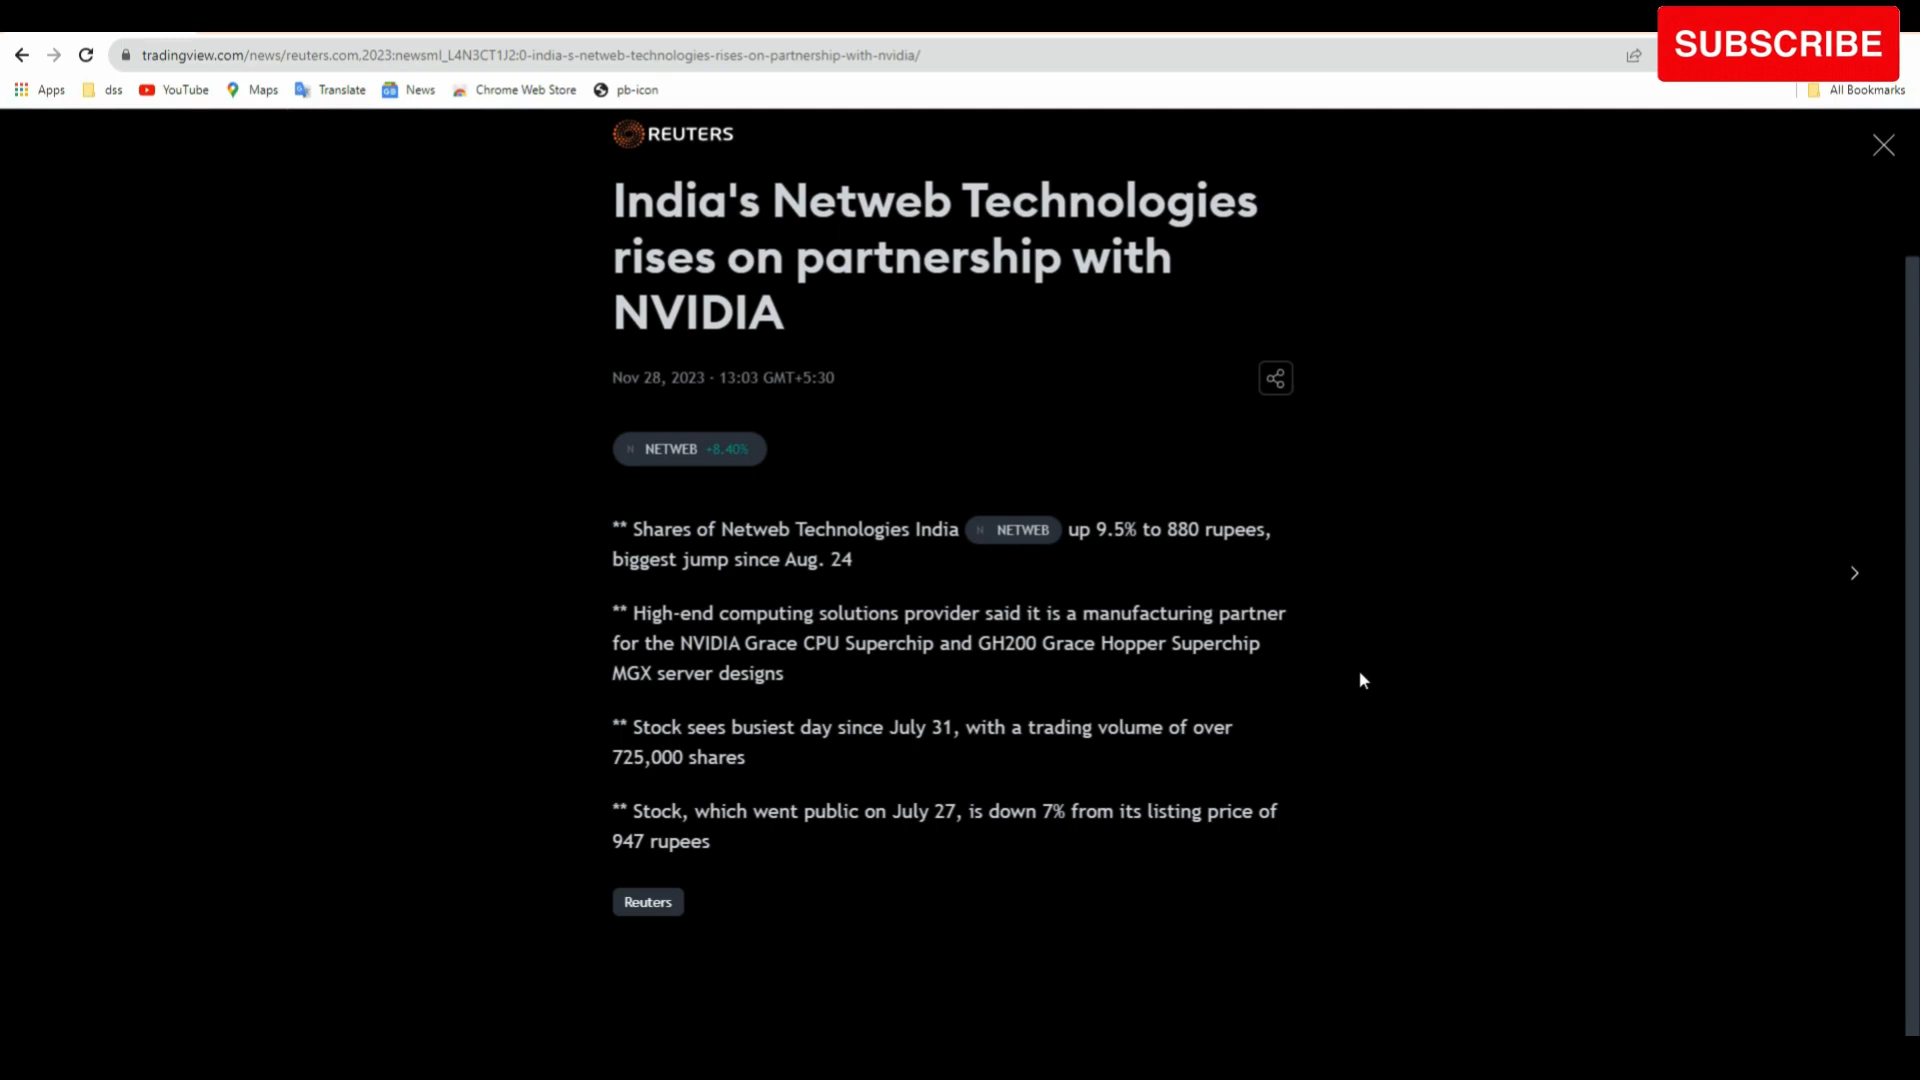 SUBSCRIBE
tradingview.com/news/reuters.com,2023:newsml_L4N3CT1J2:0-india-s-netweb-technologies-rises-on-partnership-with-nvidia/
Apps dss YouTube Maps Translate News Chrome Web Store pb-icon All Bookmarks
REUTERS
India's Netweb Technologies
rises on partnership with
NVIDIA
Nov 28, 2023 · 13:03 GMT+5:30
N NETWEB +8.40%
** Shares of Netweb Technologies India N NETWEB up 9.5% to 880 rupees,
biggest jump since Aug. 24
** High-end computing solutions provider said it is a manufacturing partner
for the NVIDIA Grace CPU Superchip and GH200 Grace Hopper Superchip
MGX server designs
** Stock sees busiest day since July 31, with a trading volume of over
725,000 shares
** Stock, which went public on July 27, is down 7% from its listing price of
947 rupees
Reuters